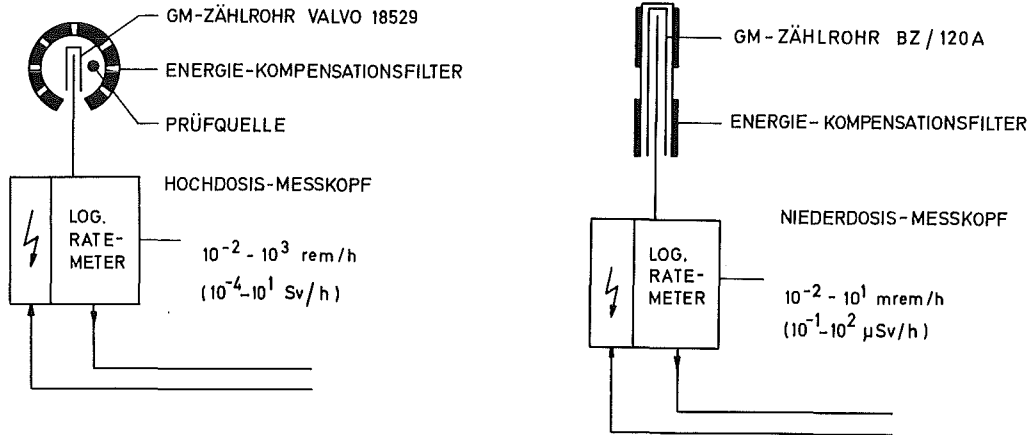 GM-ZÄHLROHR VALVO 18529
ENERGIE-KOMPENSATIONSFILTER
PRÜFQUELLE
HOCHDOSIS-MESSKOPF
LOG.
RATE-
METER
10⁻² - 10³ rem/h
(10⁻⁴-10¹ Sv/h)
GM-ZÄHLROHR BZ/120A
ENERGIE-KOMPENSATIONSFILTER
NIEDERDOSIS-MESSKOPF
LOG.
RATE-
METER
10⁻² - 10¹ mrem/h
(10⁻¹-10² µSv/h)